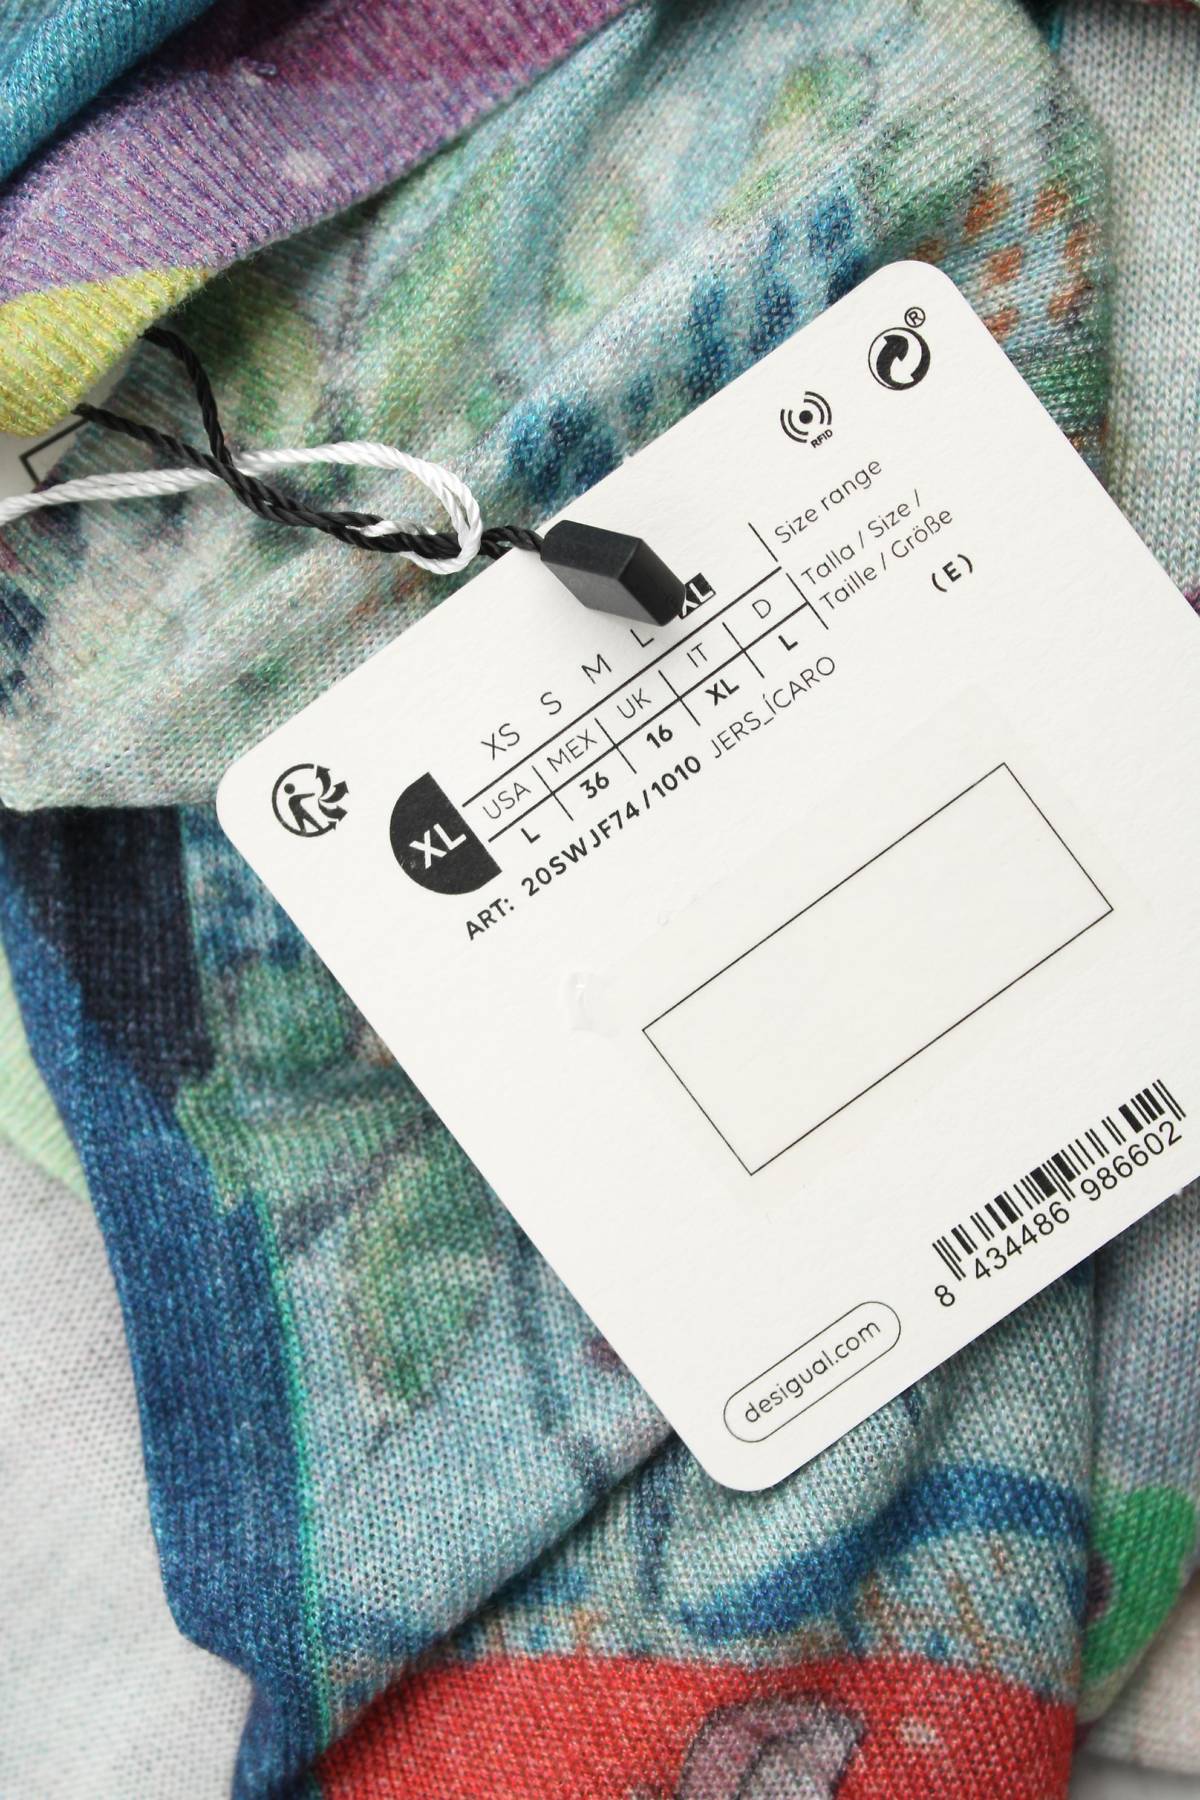 ®
RFID
Size range
XS S M L XL
Talla / Size /
Taille / Größe
USA MEX UK IT D
(E)
XL
L 36 16 XL L
ART: 20SWJF74/1010 JERS_ÍCARO
8 434486 986602
desigual.com